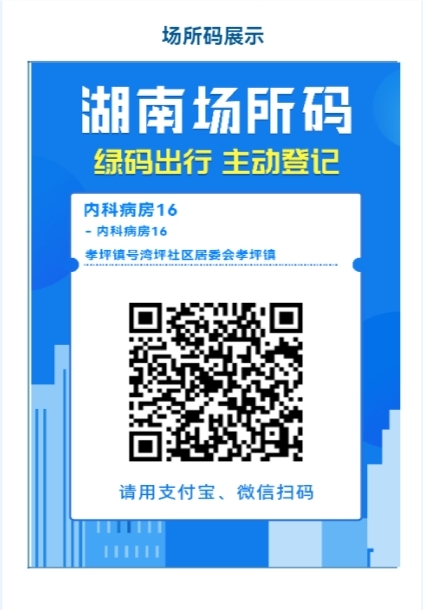 场所码展示
湖南场所码
绿码出行 主动登记
内科病房16
- 内科病房16
孝坪镇号湾坪社区居委会孝坪镇
请用支付宝、微信扫码